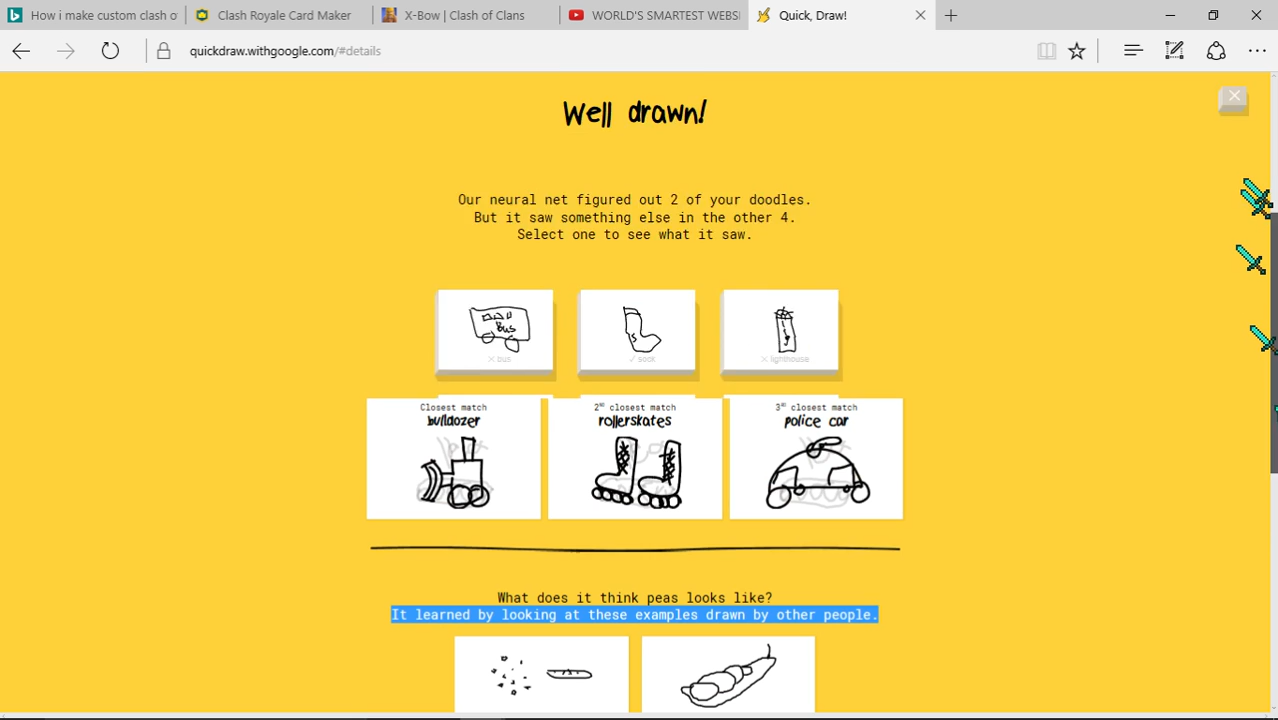 How i make custom clash of
Clash Royale Card Maker
X-Bow | Clash of Clans
WORLD'S SMARTEST WEBSI
Quick, Draw!
quickdraw.withgoogle.com/#details
Well drawn!
Our neural net figured out 2 of your doodles.
But it saw something else in the other 4.
Select one to see what it saw.
Bus
bus
sock
lighthouse
Closest match
bulldozer
2ND closest match
rollerskates
3RD closest match
police car
What does it think peas looks like?
It learned by looking at these examples drawn by other people.